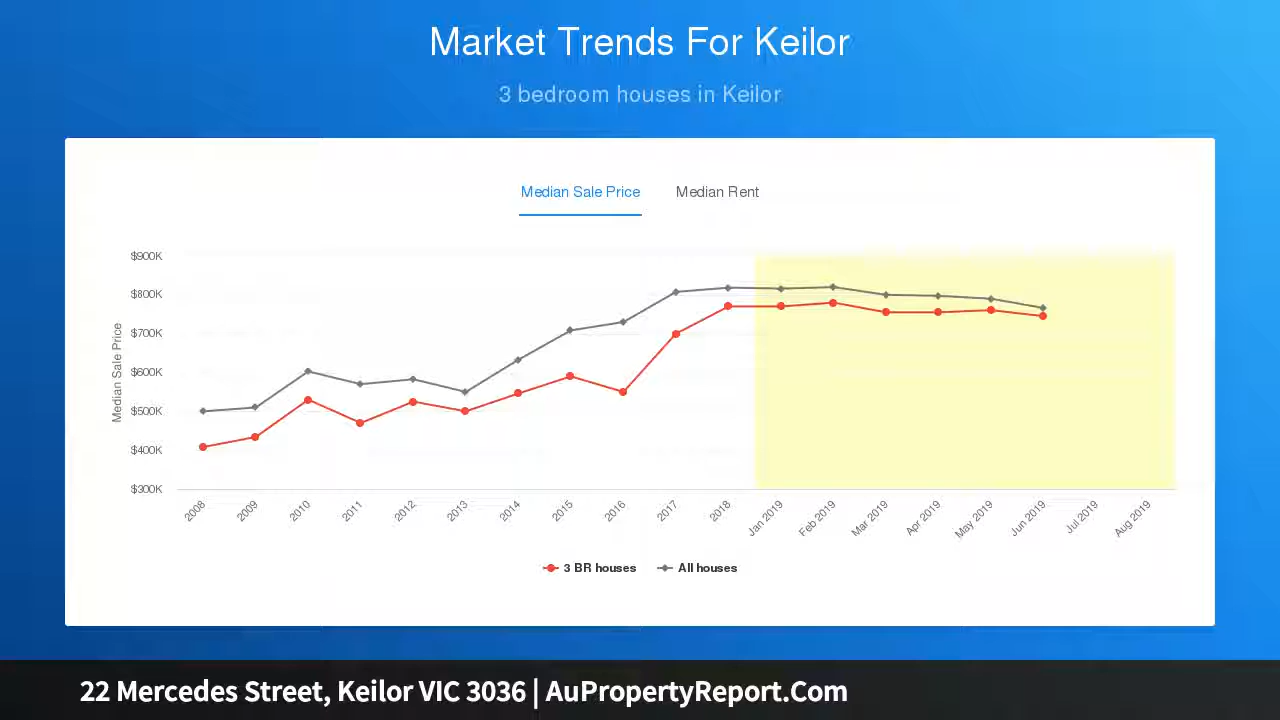 Market Trends For Keilor
3 bedroom houses in Keilor
Median Sale Price Median Rent
$900K
$800K
$700K
$600K
$500K
$400K
$300K
Median Sale Price
2008 2009 2010 2011 2012 2013 2014 2015 2016 2017 2018 Jan 2019 Feb 2019 Mar 2019 Apr 2019 May 2019 Jun 2019 Jul 2019 Aug 2019
3 BR houses All houses
22 Mercedes Street, Keilor VIC 3036 | AuPropertyReport.Com